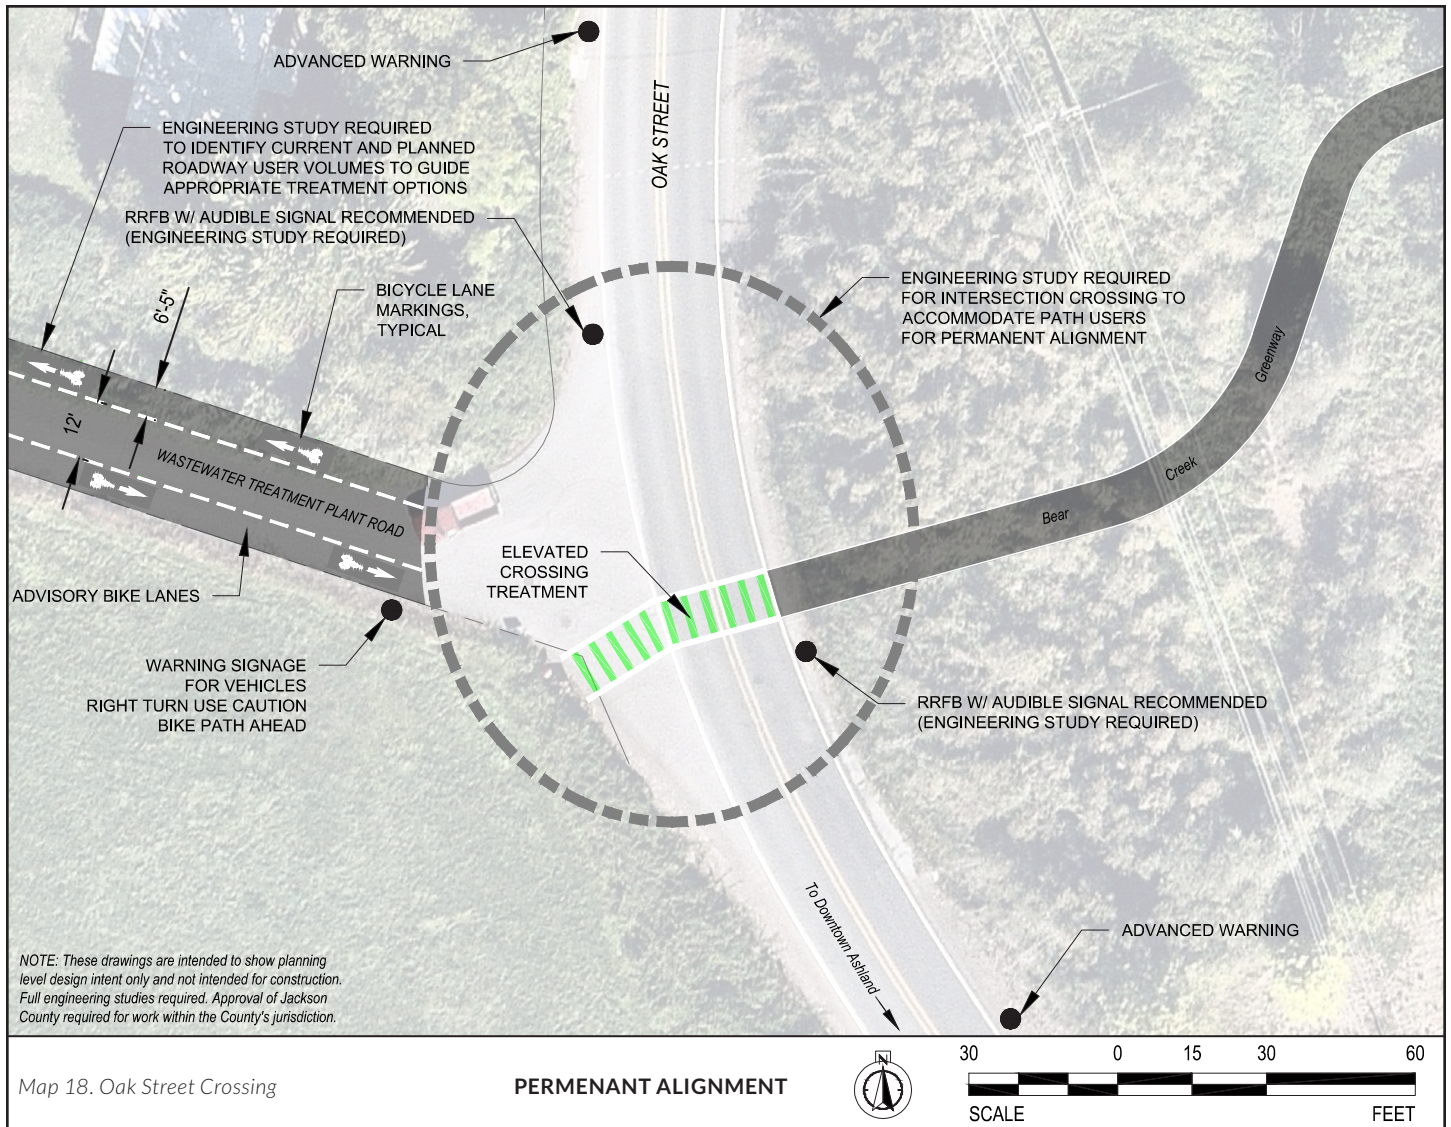 ADVANCED WARNING
OAK STREET
ENGINEERING STUDY REQUIRED
TO IDENTIFY CURRENT AND PLANNED
ROADWAY USER VOLUMES TO GUIDE
APPROPRIATE TREATMENT OPTIONS
RRFB W/ AUDIBLE SIGNAL RECOMMENDED
(ENGINEERING STUDY REQUIRED)
BICYCLE LANE
MARKINGS,
TYPICAL
6'-5"
12'
ENGINEERING STUDY REQUIRED
FOR INTERSECTION CROSSING TO
ACCOMMODATE PATH USERS
FOR PERMANENT ALIGNMENT
WASTEWATER TREATMENT PLANT ROAD
Bear
Creek
Greenway
ELEVATED
CROSSING
TREATMENT
ADVISORY BIKE LANES
WARNING SIGNAGE
FOR VEHICLES
RIGHT TURN USE CAUTION
BIKE PATH AHEAD
RRFB W/ AUDIBLE SIGNAL RECOMMENDED
(ENGINEERING STUDY REQUIRED)
To Downtown Ashland
ADVANCED WARNING
NOTE: These drawings are intended to show planning
level design intent only and not intended for construction.
Full engineering studies required. Approval of Jackson
County required for work within the County's jurisdiction.
Map 18. Oak Street Crossing
PERMENANT ALIGNMENT
N
30 0 15 30 60
SCALE FEET